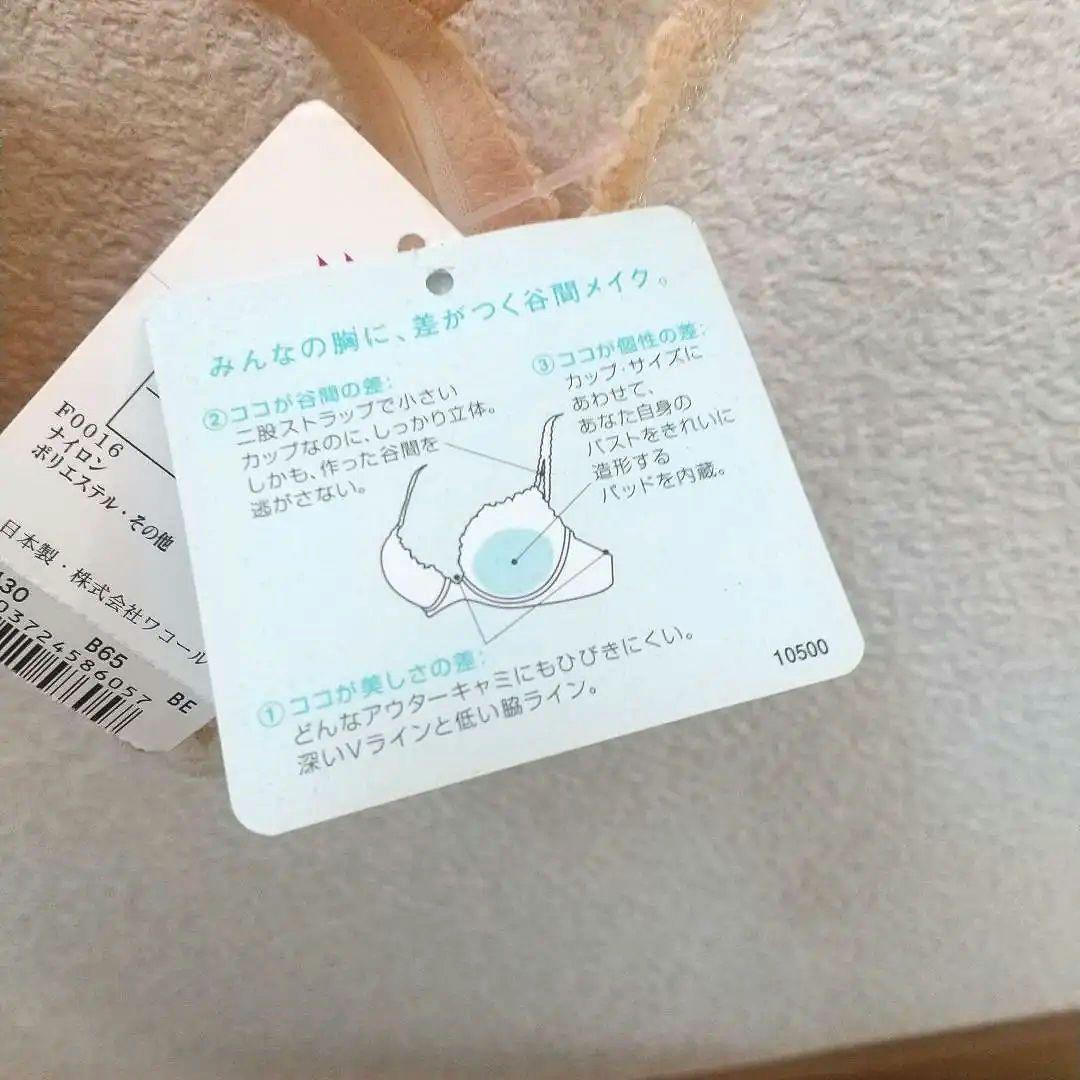 みんなの胸に、差がつく谷間メイク。
②ココが谷間の差:
二股ストラップで小さい
カップなのに、しっかり立体。
しかも、作った谷間を
逃がさない。
③ココが個性の差:
カップ・サイズに
あわせて、
あなた自身の
バストをきれいに
造形する
パッドを内蔵。
①ココが美しさの差:
どんなアウターキャミにもひびきにくい。
深いVラインと低い脇ライン。
10500
F0016
ナイロン
ポリエステル・その他
日本製・株式会社ワコール
B65
BE